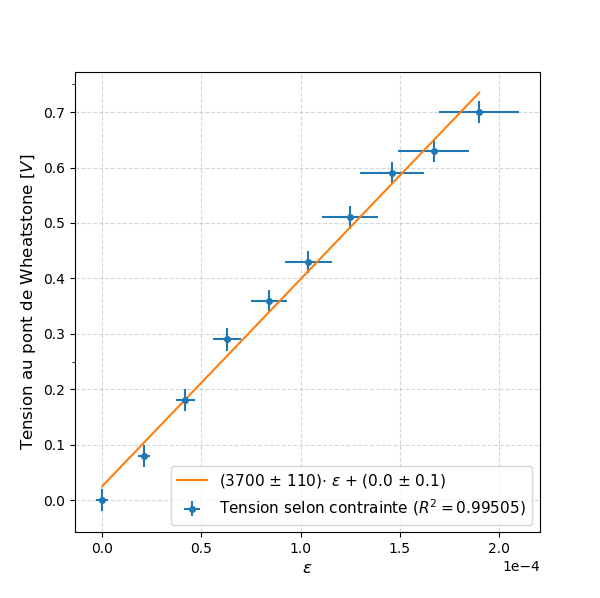 0.7
0.6
0.5
0.4
0.3
0.2
0.1
0.0
Tension au pont de Wheatstone [V]
(3700 ± 110)· ε + (0.0 ± 0.1)
Tension selon contrainte (R² = 0.99505)
0.0 0.5 1.0 1.5 2.0
1e−4
ε